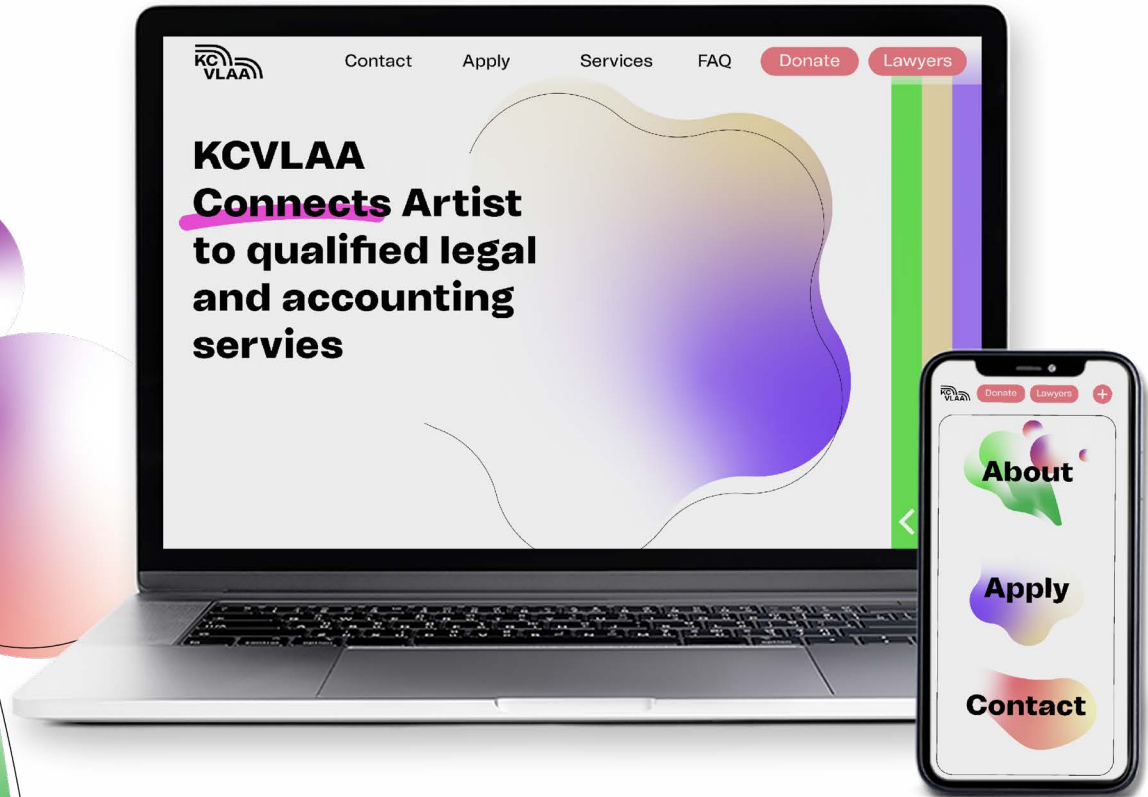 KC
VLAA
Contact
Apply
Services
FAQ
Donate
Lawyers
KCVLAA
Connects Artist
to qualified legal
and accounting
servies
KC
VLAA
Donate
Lawyers
+
About
Apply
Contact